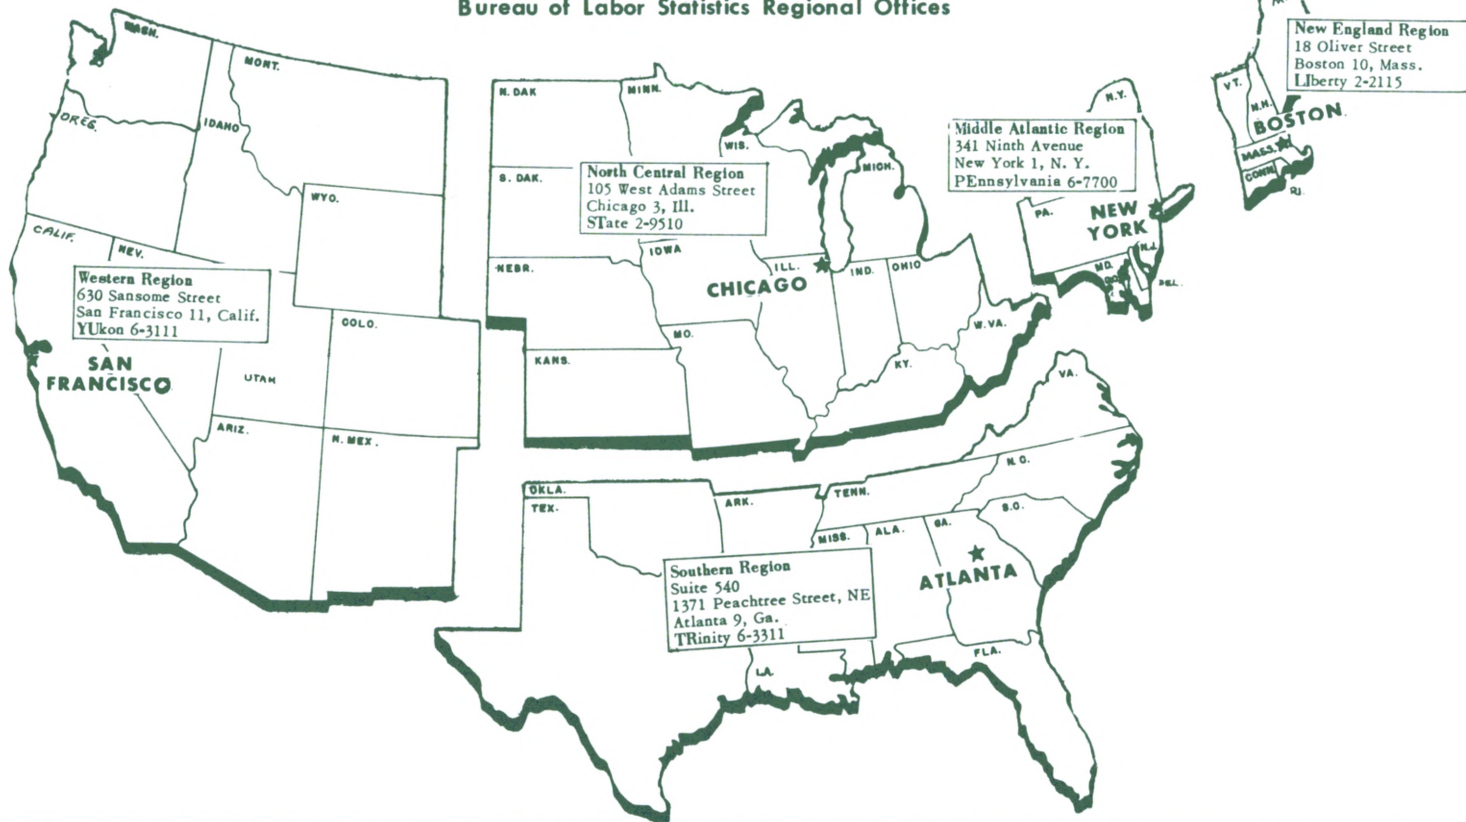 Bureau of Labor Statistics Regional Offices
New England Region
18 Oliver Street
Boston 10, Mass.
LIberty 2-2115
Middle Atlantic Region
341 Ninth Avenue
New York 1, N. Y.
PEnnsylvania 6-7700
North Central Region
105 West Adams Street
Chicago 3, Ill.
STate 2-9510
Western Region
630 Sansome Street
San Francisco 11, Calif.
YUkon 6-3111
Southern Region
Suite 540
1371 Peachtree Street, NE
Atlanta 9, Ga.
TRinity 6-3311
WASH.
MONT.
ORES.
IDAHO
WYO.
CALIF.
NEV.
SAN
FRANCISCO
UTAH
COLO.
ARIZ.
N. MEX.
N. DAK
MINN.
S. DAK.
WIS.
MICH.
NEBR.
IOWA
ILL.
IND.
OHIO
CHICAGO
MO.
KANS.
KY.
W.VA.
N.Y.
PA.
NEW
YORK
N.J.
MD.
DEL.
VT.
N.H.
BOSTON
MASS.
CONN.
R.I.
VA.
N.C.
S.C.
OKLA.
TEX.
ARK.
TENN.
MISS.
ALA.
GA.
ATLANTA
FLA.
LA.